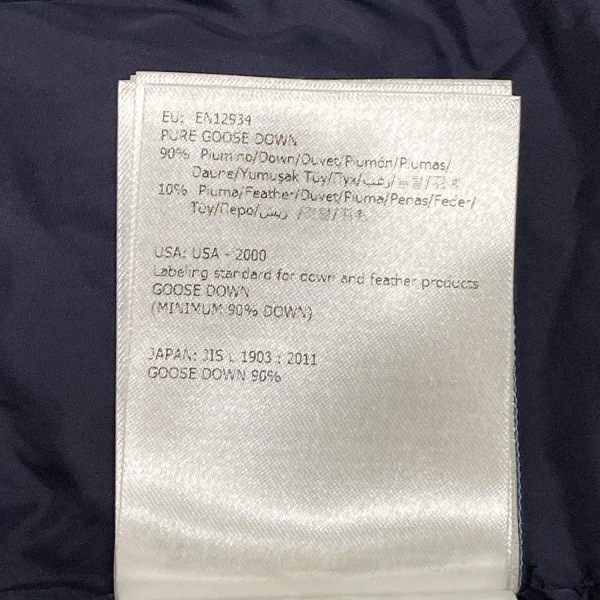 EU: EN12934
PURE GOOSE DOWN
90% Piumino/Down/Duvet/Plumón/Plumas/
Daune/Yumuşak Tüy/Пух/زغب/
10% Piuma/Feather/Duvet/Pluma/Penas/Feder/
Tüy/Перо/ريش/
USA: USA - 2000
Labeling standard for down and feather products
GOOSE DOWN
(MINIMUM 90% DOWN)
JAPAN: JIS L 1903 : 2011
GOOSE DOWN 90%